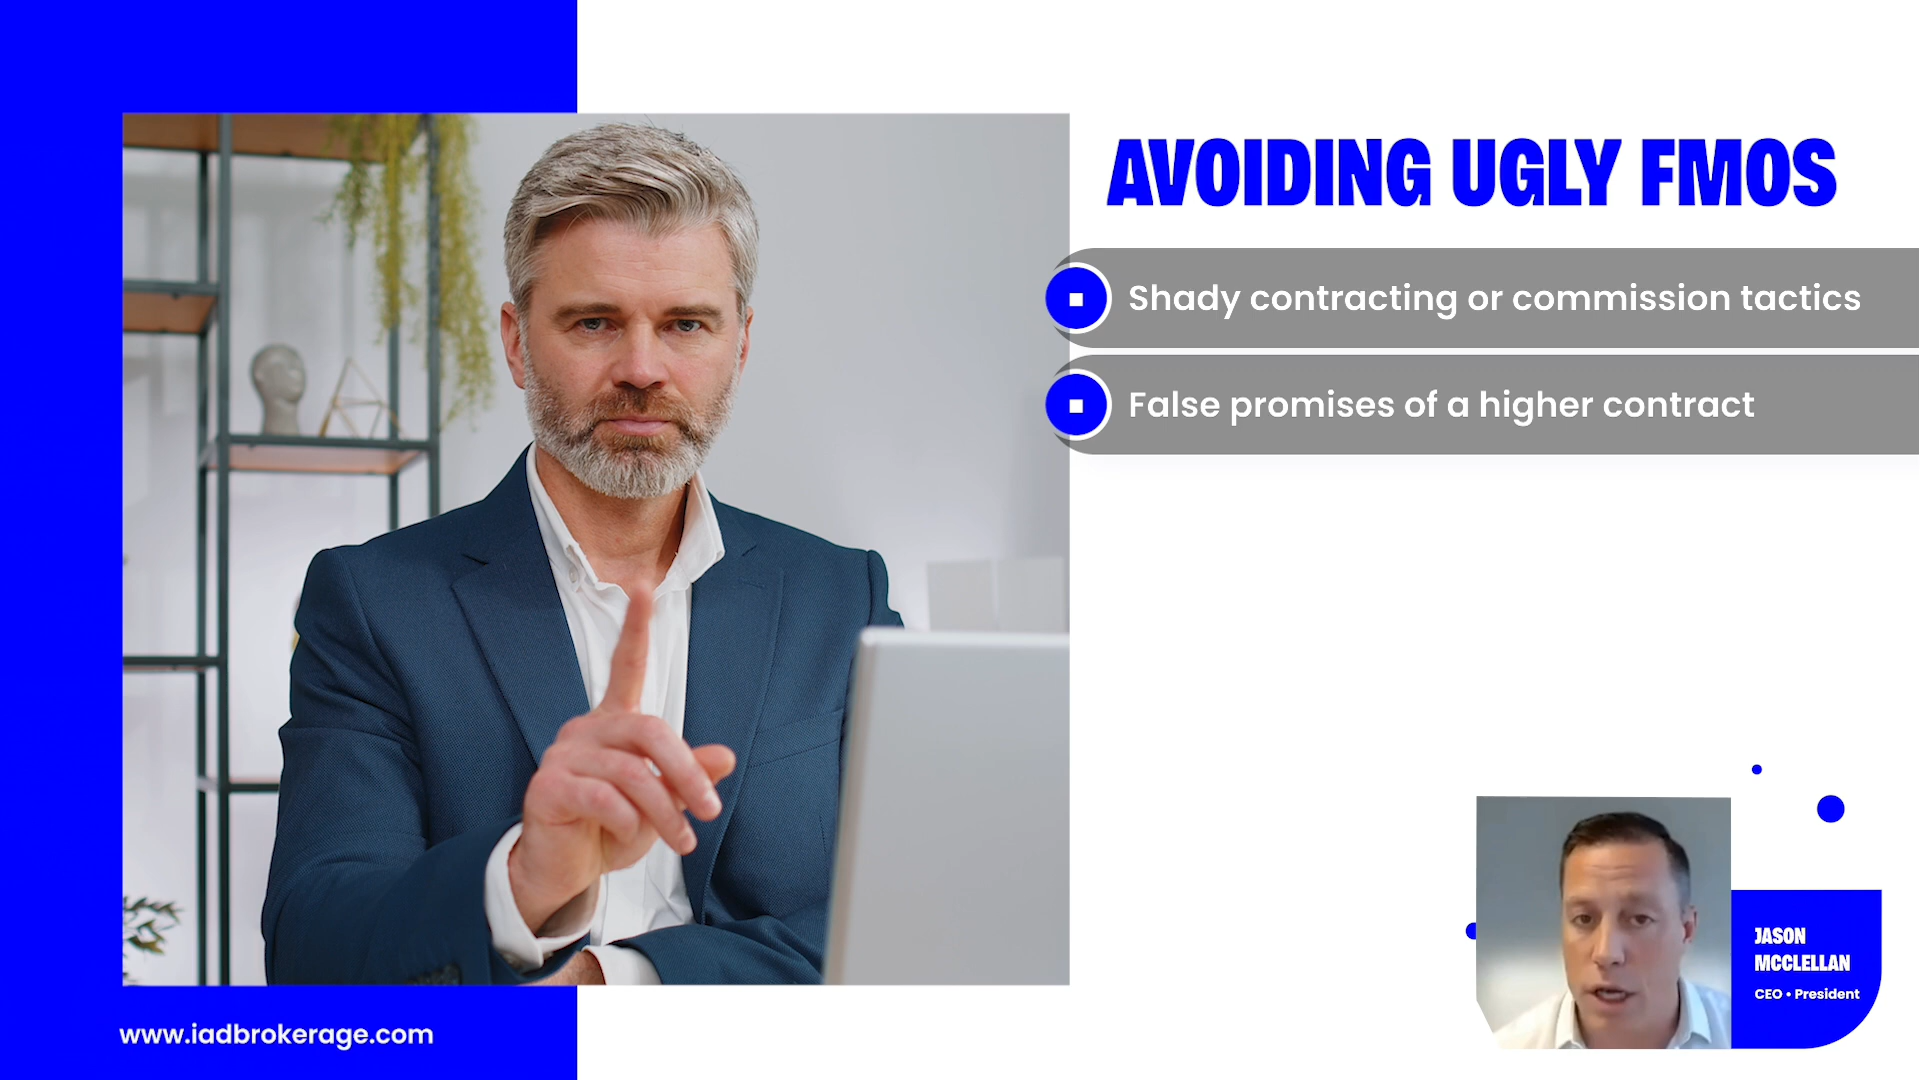 AVOIDING UGLY FMOS
Shady contracting or commission tactics
False promises of a higher contract
JASON
MCCLELLAN
CEO • President
www.iadbrokerage.com